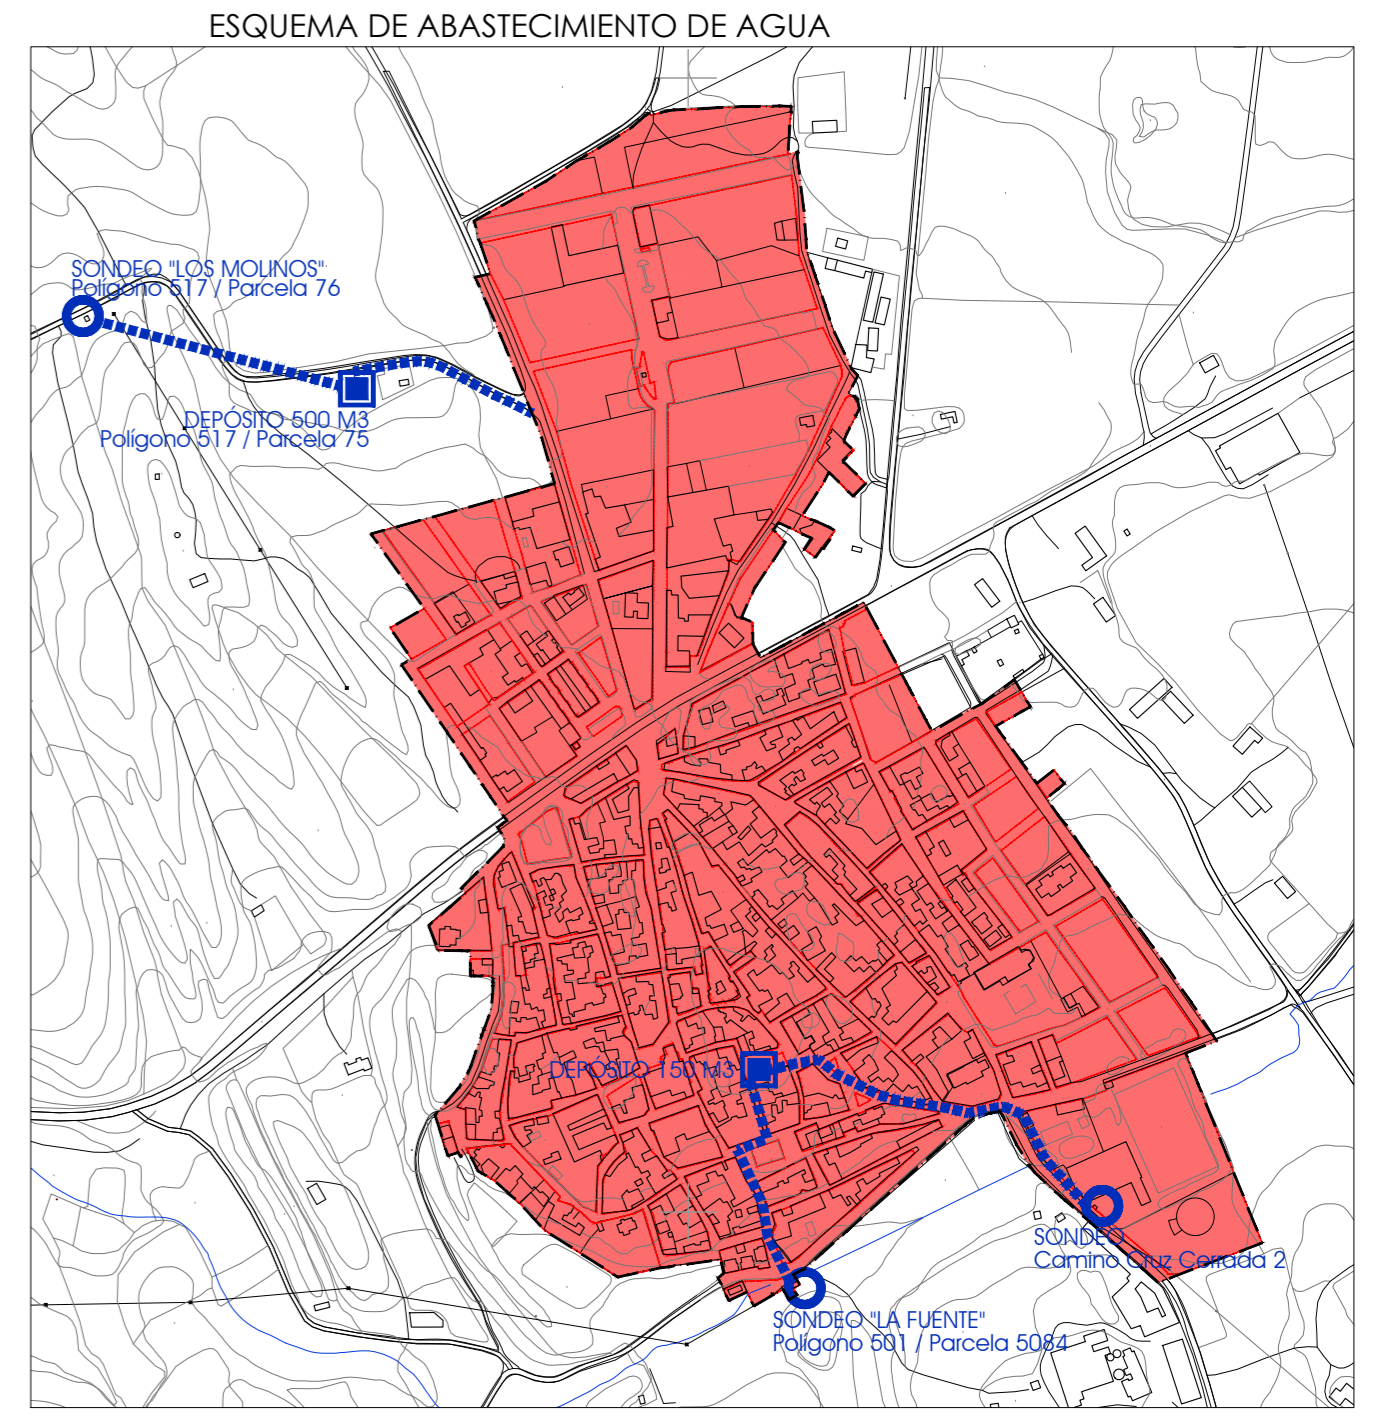 ESQUEMA DE ABASTECIMIENTO DE AGUA
SONDEO "LOS MOLINOS"
Polígono 517 / Parcela 76
DEPÓSITO 500 M3
Polígono 517 / Parcela 75
DEPÓSITO 150 M3
SONDEO
Camino Cruz Cerrada 2
SONDEO "LA FUENTE"
Polígono 501 / Parcela 5084